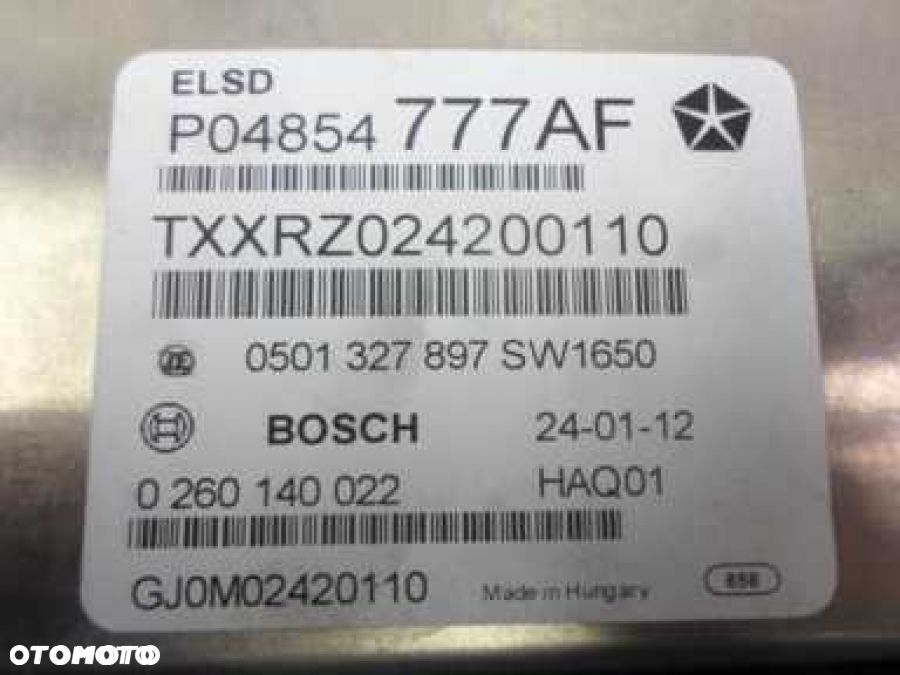 ELSD
P04854 777AF
TXXRZ024200110
ZF 0501 327 897 SW1650
BOSCH 24-01-12
0 260 140 022 HAQ01
GJ0M02420110 Made in Hungary 858
OTOMOTO